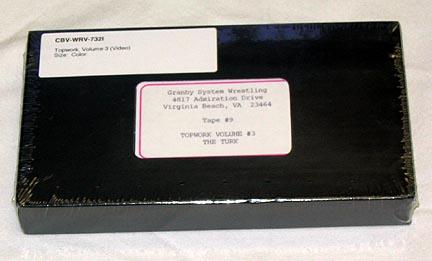 CBV-WRV-732I
Topwork, Volume 3 (Video)
Size: Color:
Granby System Wrestling
4817 Admiration Drive
Virginia Beach, VA 23464
Tape #9
TOPWORK VOLUME #3
THE TURK